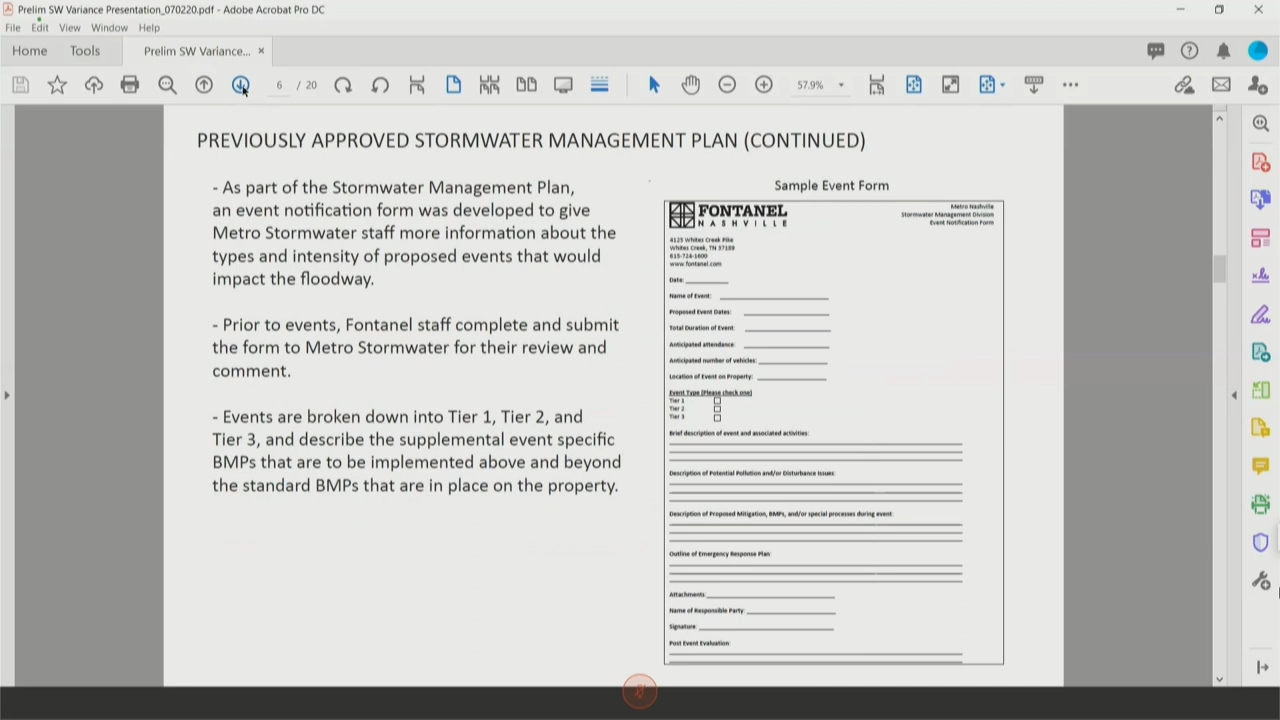 Prelim SW Variance Presentation_070220.pdf - Adobe Acrobat Pro DC
File Edit View Window Help
Home Tools Prelim SW Variance... ×
6 / 20 57.9%
PREVIOUSLY APPROVED STORMWATER MANAGEMENT PLAN (CONTINUED)
- As part of the Stormwater Management Plan,
an event notification form was developed to give
Metro Stormwater staff more information about the
types and intensity of proposed events that would
impact the floodway.
- Prior to events, Fontanel staff complete and submit
the form to Metro Stormwater for their review and
comment.
- Events are broken down into Tier 1, Tier 2, and
Tier 3, and describe the supplemental event specific
BMPs that are to be implemented above and beyond
the standard BMPs that are in place on the property.
Sample Event Form
FONTANEL
NASHVILLE
Metro Nashville
Stormwater Management Division
Event Notification Form
4125 Whites Creek Pike
Whites Creek, TN 37189
615-724-1600
www.fontanel.com
Date:
Name of Event:
Proposed Event Dates:
Total Duration of Event:
Anticipated attendance:
Anticipated number of vehicles:
Location of Event on Property:
Event Type (Please check one)
Tier 1
Tier 2
Tier 3
Brief description of event and associated activities:
Description of Potential Pollution and/or Disturbance Issues:
Description of Proposed Mitigation, BMPs, and/or special processes during event:
Outline of Emergency Response Plan:
Attachments:
Name of Responsible Party:
Signature:
Post Event Evaluation: